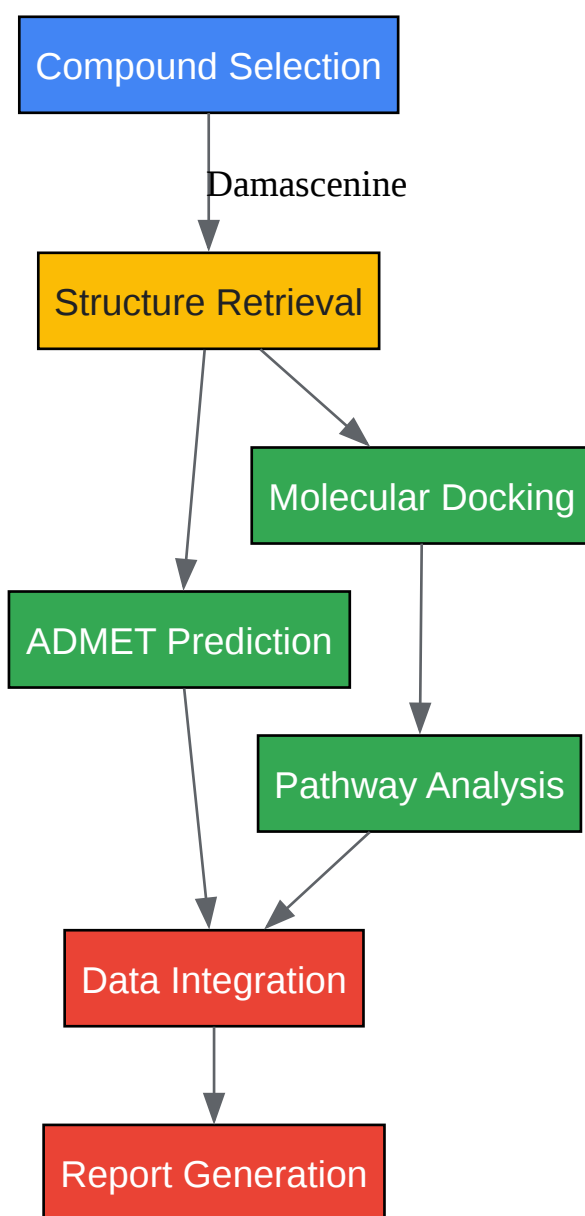 Compound Selection
Damascenine
Structure Retrieval
Molecular Docking
ADMET Prediction
Pathway Analysis
Data Integration
Report Generation